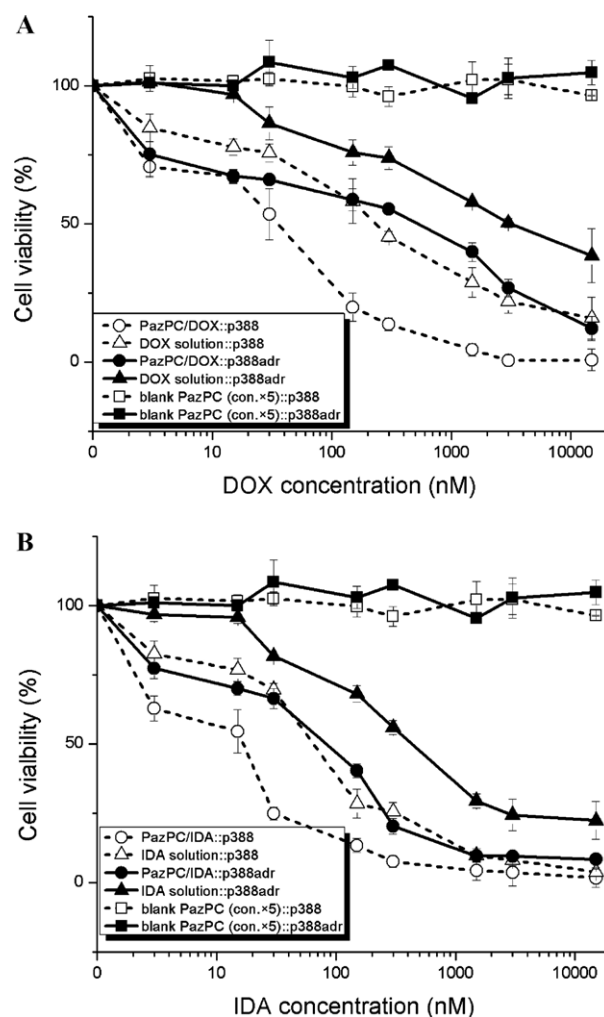 A
100
50
0
Cell viability (%)
PazPC/DOX::p388
DOX solution::p388
PazPC/DOX::p388adr
DOX solution::p388adr
blank PazPC (con.×5)::p388
blank PazPC (con.×5)::p388adr
0 10 100 1000 10000
DOX concentration (nM)
B
100
50
0
Cell vialbility (%)
PazPC/IDA::p388
IDA solution::p388
PazPC/IDA::p388adr
IDA solution::p388adr
blank PazPC (con.×5)::p388
blank PazPC (con.×5)::p388adr
0 10 100 1000 10000
IDA concentration (nM)